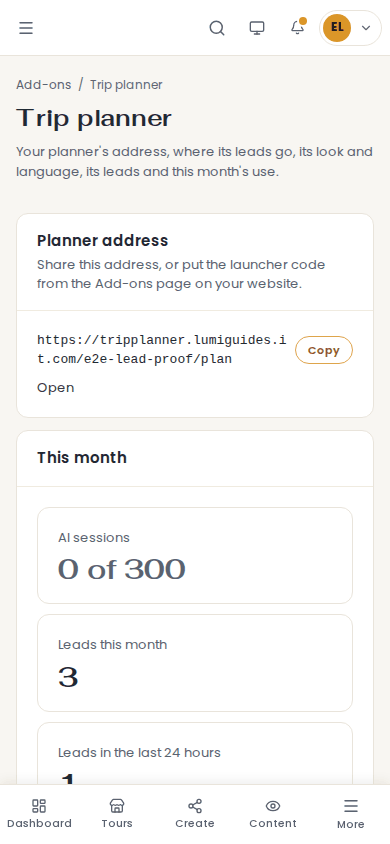 EL
Add-ons / Trip planner
Trip planner
Your planner's address, where its leads go, its look and
language, its leads and this month's use.
Planner address
Share this address, or put the launcher code
from the Add-ons page on your website.
https://tripplanner.lumiguides.i
t.com/e2e-lead-proof/plan
Copy
Open
This month
AI sessions
0 of 300
Leads this month
3
Leads in the last 24 hours
1
Dashboard
Tours
Create
Content
More